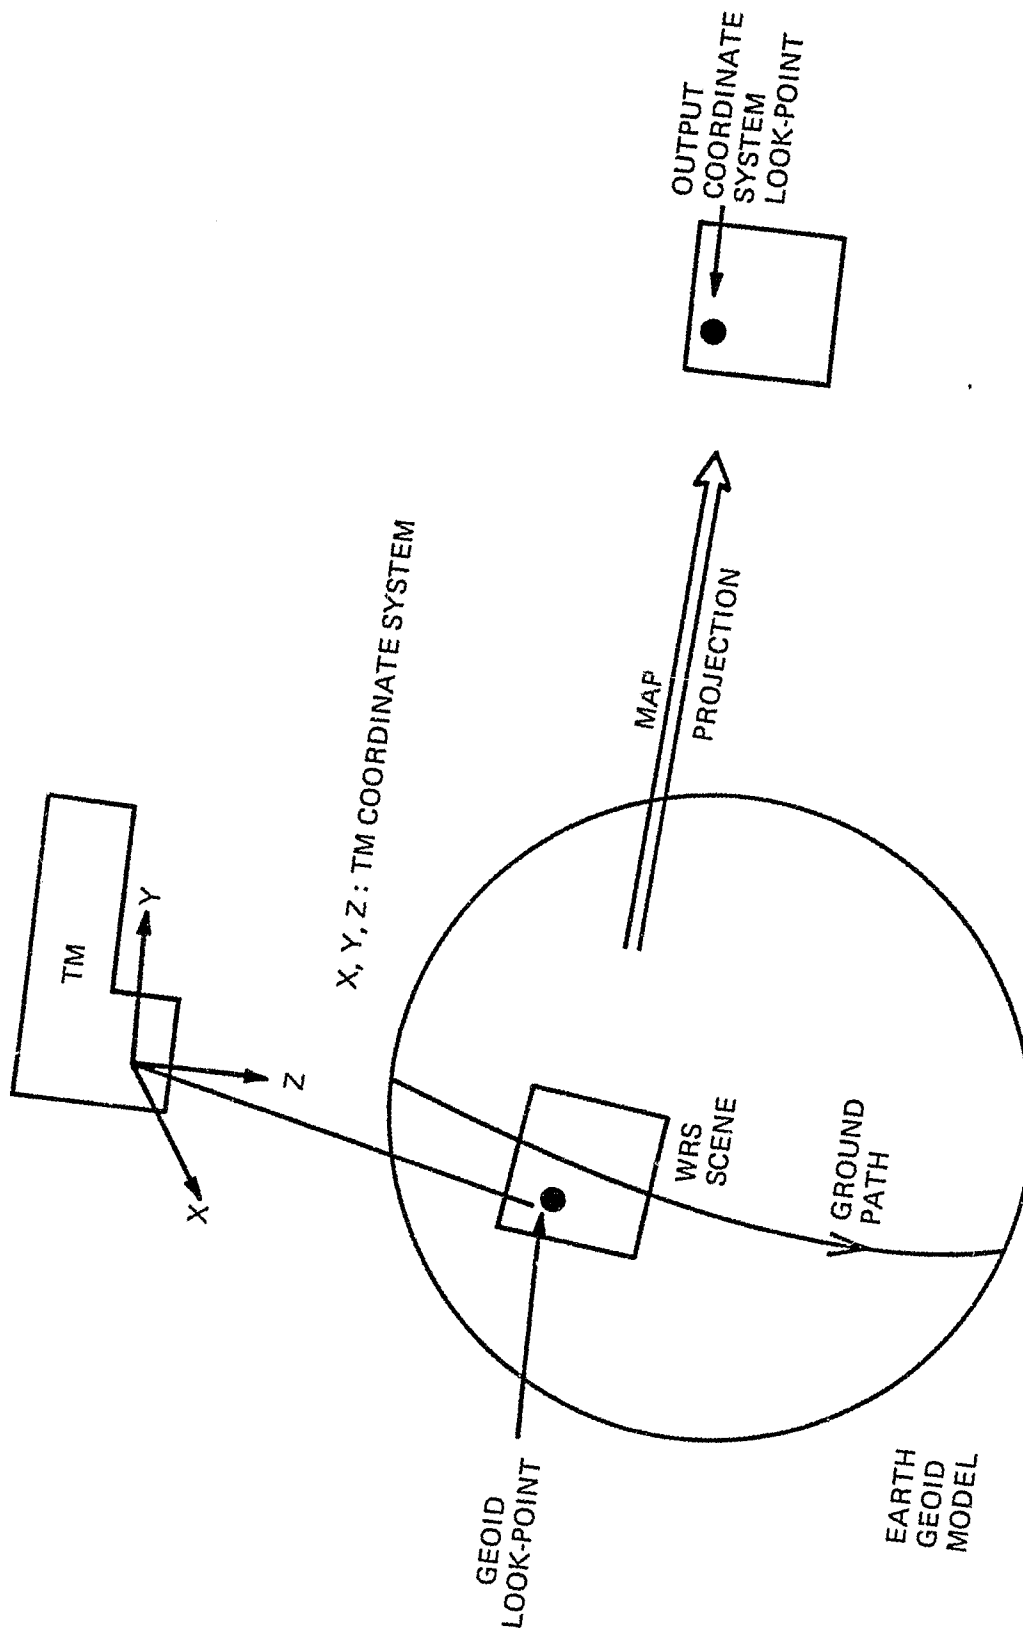 TM
X
Y
Z
X, Y, Z : TM COORDINATE SYSTEM
GEOID
LOOK-POINT
WRS
SCENE
GROUND
PATH
EARTH
GEOID
MODEL
MAP
PROJECTION
OUTPUT
COORDINATE
SYSTEM
LOOK-POINT